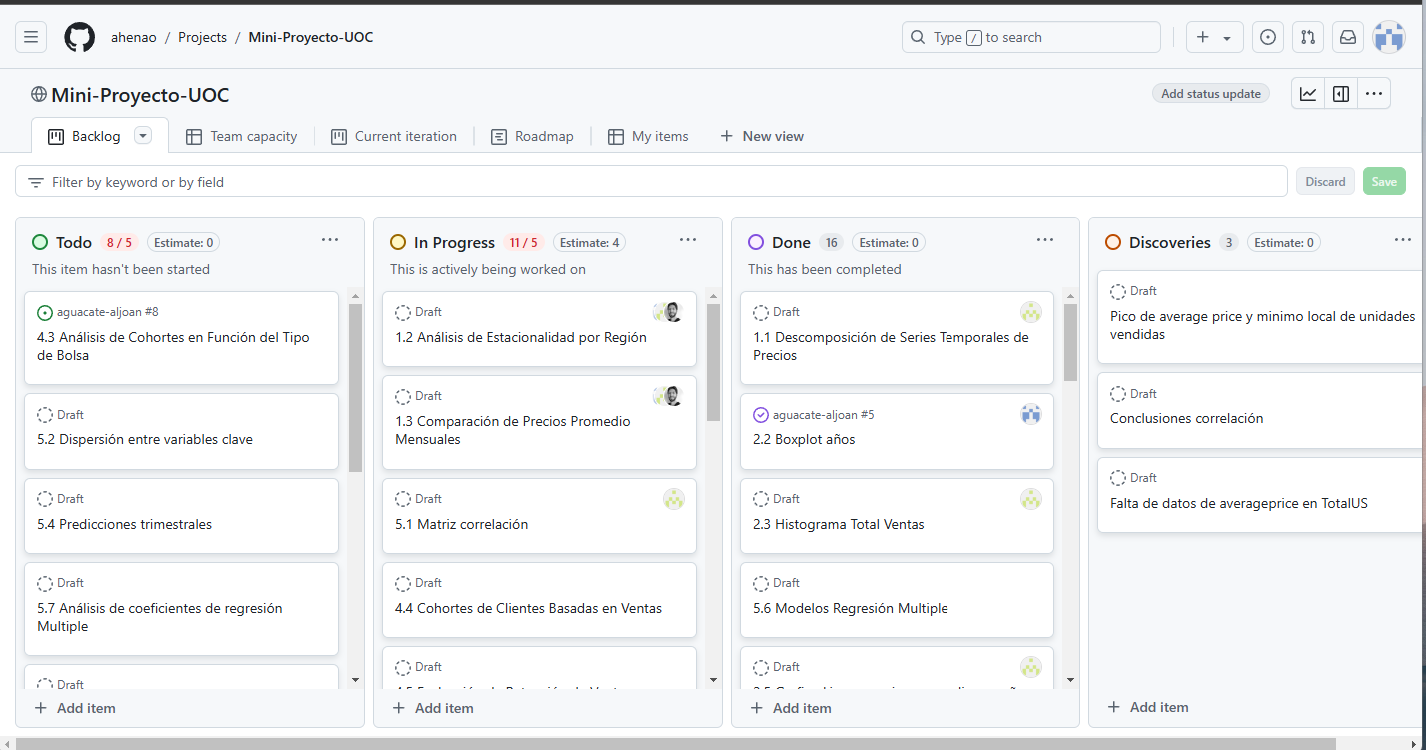 ahenao / Projects / Mini-Proyecto-UOC
Type / to search
Mini-Proyecto-UOC
Add status update
Backlog
Team capacity
Current iteration
Roadmap
My items
New view
Filter by keyword or by field
Discard
Save
Todo 8 / 5 Estimate: 0
This item hasn't been started
aguacate-aljoan #8
4.3 Análisis de Cohortes en Función del Tipo
de Bolsa
Draft
5.2 Dispersión entre variables clave
Draft
5.4 Predicciones trimestrales
Draft
5.7 Análisis de coeficientes de regresión
Multiple
Draft
Add item
In Progress 11 / 5 Estimate: 4
This is actively being worked on
Draft
1.2 Análisis de Estacionalidad por Región
Draft
1.3 Comparación de Precios Promedio
Mensuales
Draft
5.1 Matriz correlación
Draft
4.4 Cohortes de Clientes Basadas en Ventas
Draft
Add item
Done 16 Estimate: 0
This has been completed
Draft
1.1 Descomposición de Series Temporales de
Precios
aguacate-aljoan #5
2.2 Boxplot años
Draft
2.3 Histograma Total Ventas
Draft
5.6 Modelos Regresión Multiple
Draft
Add item
Discoveries 3 Estimate: 0
Draft
Pico de average price y minimo local de unidades
vendidas
Draft
Conclusiones correlación
Draft
Falta de datos de averageprice en TotalUS
Add item